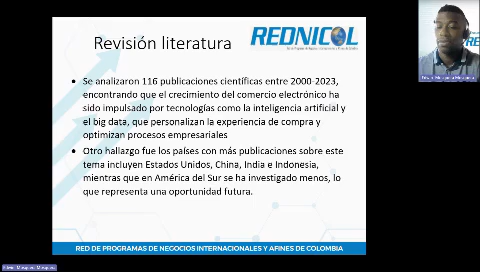 Revisión literatura
REDNICOL
Se analizaron 116 publicaciones científicas entre 2000-2023,
encontrando que el crecimiento del comercio electrónico ha
sido impulsado por tecnologías como la inteligencia artificial y
el big data, que personalizan la experiencia de compra y
optimizan procesos empresariales
Otro hallazgo fue los países con más publicaciones sobre este
tema incluyen Estados Unidos, China, India e Indonesia,
mientras que en América del Sur se ha investigado menos, lo
que representa una oportunidad futura.
RED DE PROGRAMAS DE NEGOCIOS INTERNACIONALES Y AFINES DE COLOMBIA